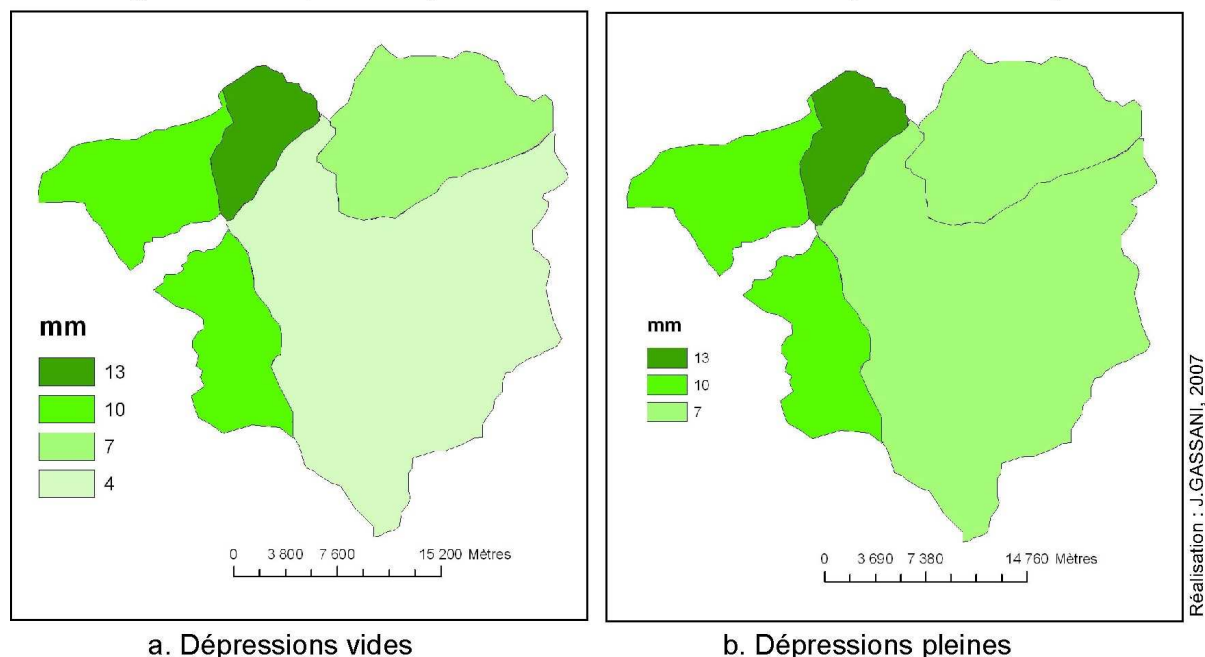 mm
13
10
7
4
0 3 800 7 600 15 200 Mètres
a. Dépressions vides
mm
13
10
7
0 3 690 7 380 14 760 Mètres
b. Dépressions pleines
Réalisation : J.GASSANI, 2007